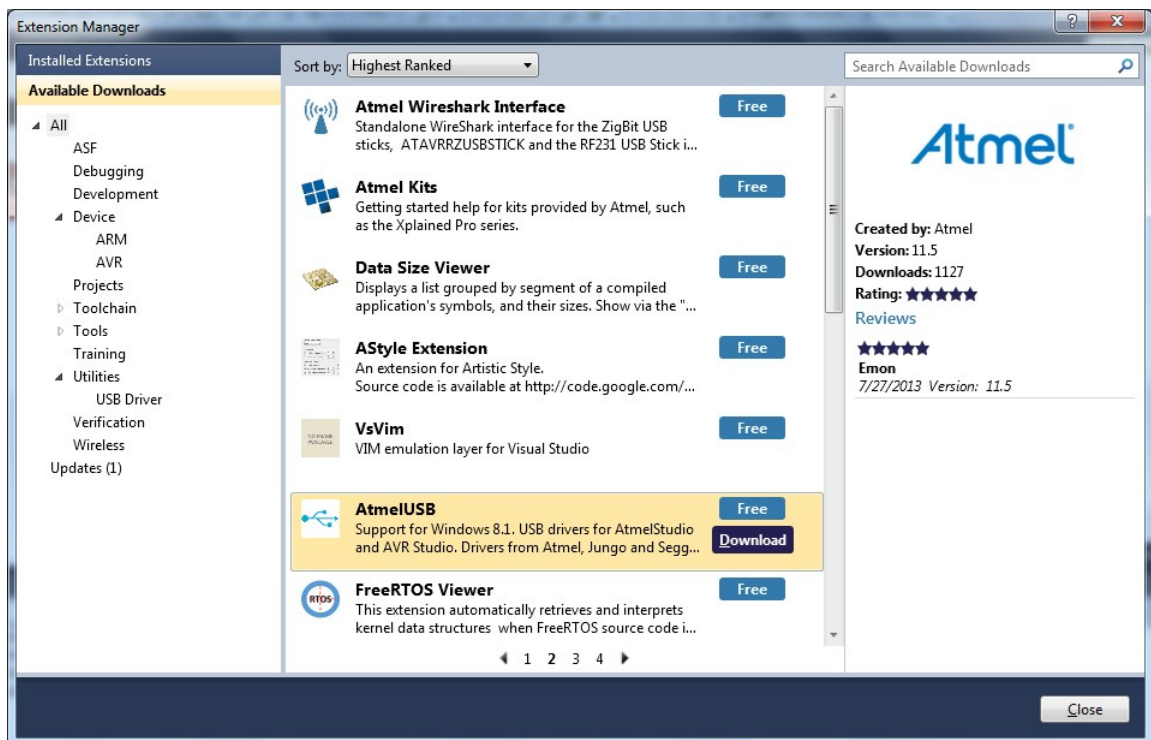 Extension Manager
?
Installed Extensions
Available Downloads
All
ASF
Debugging
Development
Device
ARM
AVR
Projects
Toolchain
Tools
Training
Utilities
USB Driver
Verification
Wireless
Updates (1)
Sort by: Highest Ranked
Atmel Wireshark Interface
Free
Standalone WireShark interface for the ZigBit USB
sticks, ATAVRRZUSBSTICK and the RF231 USB Stick i...
Atmel Kits
Free
Getting started help for kits provided by Atmel, such
as the Xplained Pro series.
Data Size Viewer
Free
Displays a list grouped by segment of a compiled
application's symbols, and their sizes. Show via the "...
AStyle Extension
Free
An extension for Artistic Style.
Source code is available at http://code.google.com/...
VsVim
Free
VIM emulation layer for Visual Studio
AtmelUSB
Free
Support for Windows 8.1. USB drivers for AtmelStudio
and AVR Studio. Drivers from Atmel, Jungo and Segg...
Download
RTOS
FreeRTOS Viewer
Free
This extension automatically retrieves and interprets
kernel data structures when FreeRTOS source code i...
1 2 3 4
Search Available Downloads
Atmel
Created by: Atmel
Version: 11.5
Downloads: 1127
Rating: ★★★★★
Reviews
★★★★★
Emon
7/27/2013 Version: 11.5
Close